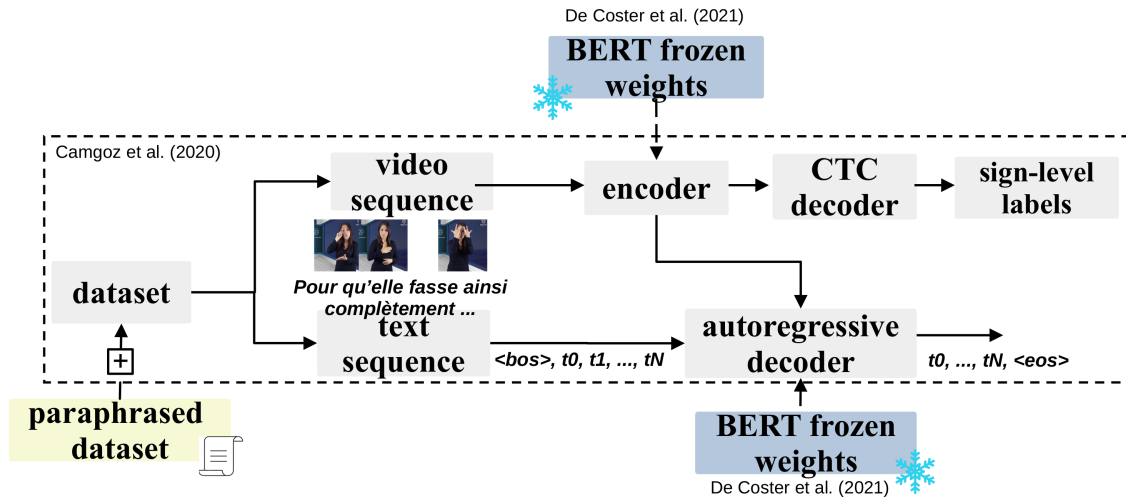 De Coster et al. (2021)
BERT frozen
weights
Camgoz et al. (2020)
video
sequence
encoder
CTC
decoder
sign-level
labels
dataset
Pour qu’elle fasse ainsi
complètement ...
text
sequence
<bos>, t0, t1, ..., tN
autoregressive
decoder
t0, ..., tN, <eos>
paraphrased
dataset
BERT frozen
weights
De Coster et al. (2021)